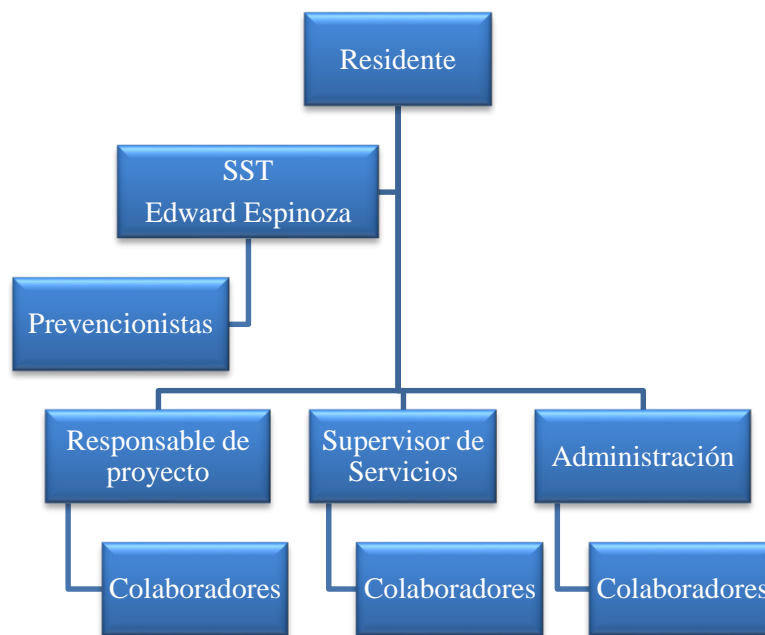 Residente
SST
Edward Espinoza
Prevencionistas
Responsable de
proyecto
Supervisor de
Servicios
Administración
Colaboradores
Colaboradores
Colaboradores